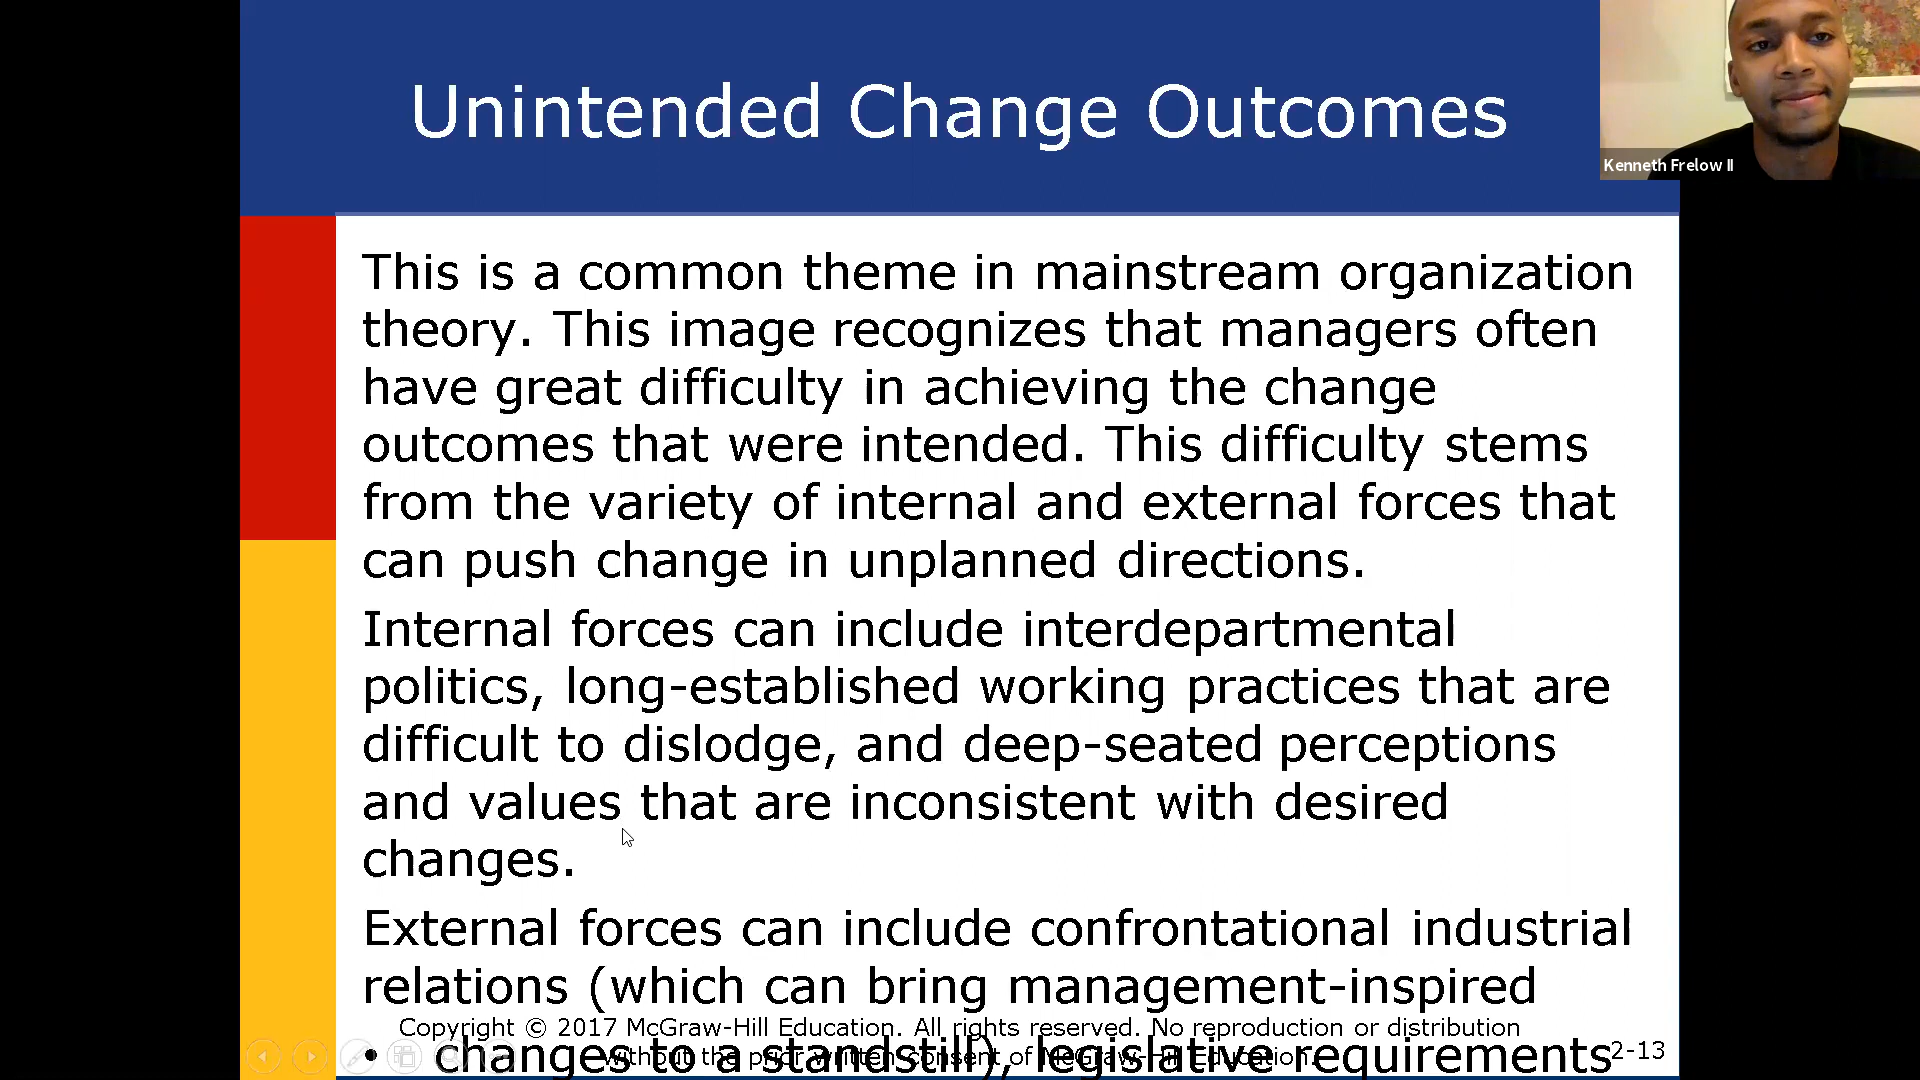 Unintended Change Outcomes
Kenneth Frelow II
This is a common theme in mainstream organization
theory. This image recognizes that managers often
have great difficulty in achieving the change
outcomes that were intended. This difficulty stems
from the variety of internal and external forces that
can push change in unplanned directions.
Internal forces can include interdepartmental
politics, long-established working practices that are
difficult to dislodge, and deep-seated perceptions
and values that are inconsistent with desired
changes.
External forces can include confrontational industrial
relations (which can bring management-inspired
Copyright © 2017 McGraw-Hill Education. All rights reserved. No reproduction or distribution
without the prior written consent of McGraw-Hill Education.
• changes to a standstill), legislative requirements
2-13